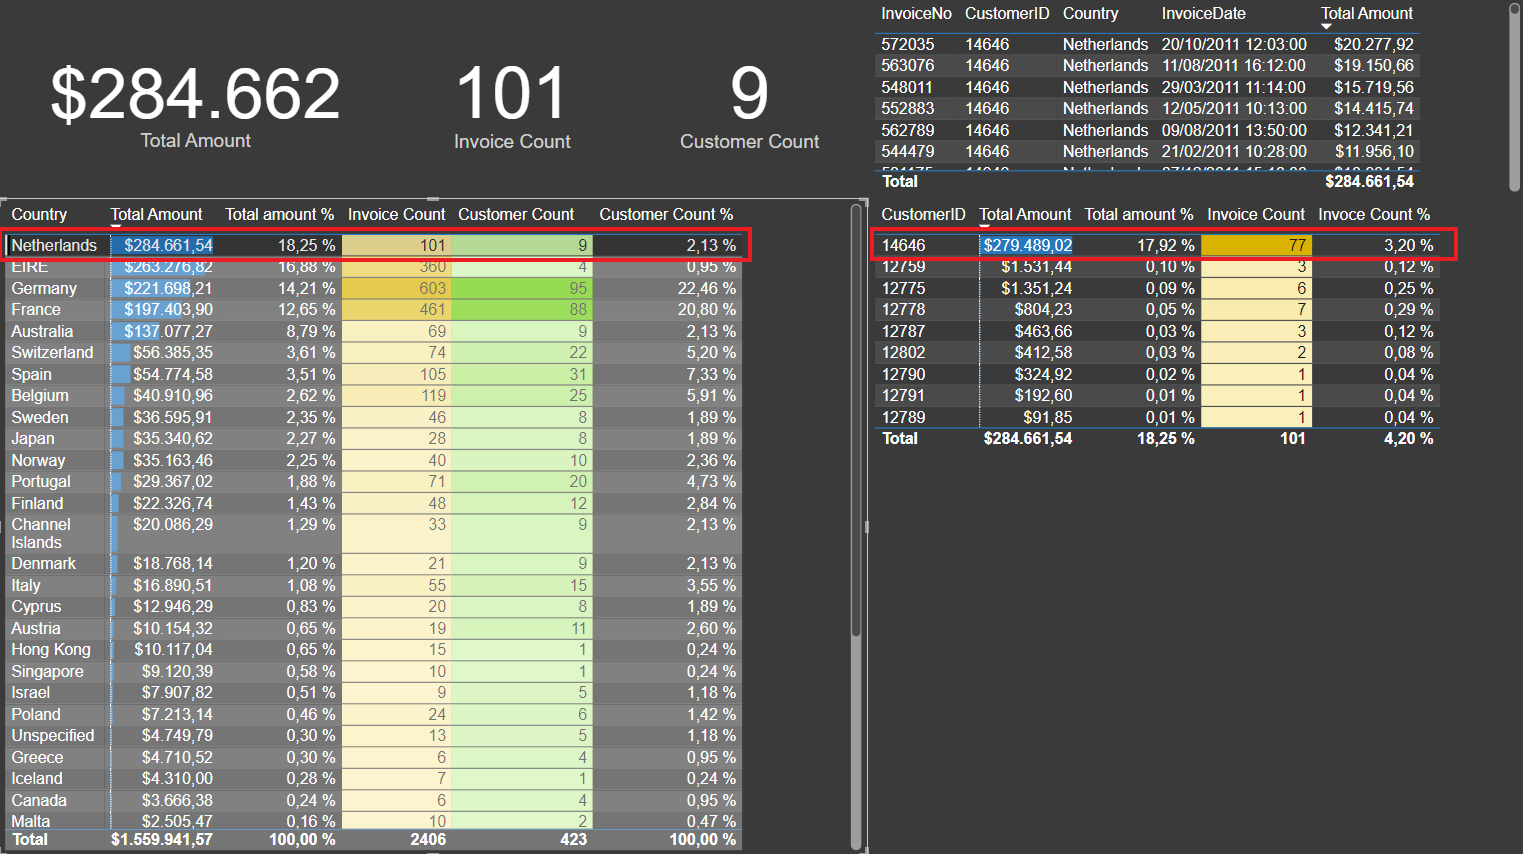 $284.662
Total Amount
101
Invoice Count
9
Customer Count
InvoiceNo CustomerID Country InvoiceDate Total Amount
572035 14646 Netherlands 20/10/2011 12:03:00 $20.277,92
563076 14646 Netherlands 11/08/2011 16:12:00 $19.150,66
548011 14646 Netherlands 29/03/2011 11:14:00 $15.719,56
552883 14646 Netherlands 12/05/2011 10:13:00 $14.415,74
562789 14646 Netherlands 09/08/2011 13:50:00 $12.341,21
544479 14646 Netherlands 21/02/2011 10:28:00 $11.956,10
Total $284.661,54
Country Total Amount Total amount % Invoice Count Customer Count Customer Count %
Netherlands $284.661,54 18,25 % 101 9 2,13 %
EIRE $263.276,82 16,88 % 360 4 0,95 %
Germany $221.698,21 14,21 % 603 95 22,46 %
France $197.403,90 12,65 % 461 88 20,80 %
Australia $137.077,27 8,79 % 69 9 2,13 %
Switzerland $56.385,35 3,61 % 74 22 5,20 %
Spain $54.774,58 3,51 % 105 31 7,33 %
Belgium $40.910,96 2,62 % 119 25 5,91 %
Sweden $36.595,91 2,35 % 46 8 1,89 %
Japan $35.340,62 2,27 % 28 8 1,89 %
Norway $35.163,46 2,25 % 40 10 2,36 %
Portugal $29.367,02 1,88 % 71 20 4,73 %
Finland $22.326,74 1,43 % 48 12 2,84 %
Channel $20.086,29 1,29 % 33 9 2,13 %
Islands
Denmark $18.768,14 1,20 % 21 9 2,13 %
Italy $16.890,51 1,08 % 55 15 3,55 %
Cyprus $12.946,29 0,83 % 20 8 1,89 %
Austria $10.154,32 0,65 % 19 11 2,60 %
Hong Kong $10.117,04 0,65 % 15 1 0,24 %
Singapore $9.120,39 0,58 % 10 1 0,24 %
Israel $7.907,82 0,51 % 9 5 1,18 %
Poland $7.213,14 0,46 % 24 6 1,42 %
Unspecified $4.749,79 0,30 % 13 5 1,18 %
Greece $4.710,52 0,30 % 6 4 0,95 %
Iceland $4.310,00 0,28 % 7 1 0,24 %
Canada $3.666,38 0,24 % 6 4 0,95 %
Malta $2.505,47 0,16 % 10 2 0,47 %
Total $1.559.941,57 100,00 % 2406 423 100,00 %
CustomerID Total Amount Total amount % Invoice Count Invoce Count %
14646 $279.489,02 17,92 % 77 3,20 %
12759 $1.531,44 0,10 % 3 0,12 %
12775 $1.351,24 0,09 % 6 0,25 %
12778 $804,23 0,05 % 7 0,29 %
12787 $463,66 0,03 % 3 0,12 %
12802 $412,58 0,03 % 2 0,08 %
12790 $324,92 0,02 % 1 0,04 %
12791 $192,60 0,01 % 1 0,04 %
12789 $91,85 0,01 % 1 0,04 %
Total $284.661,54 18,25 % 101 4,20 %